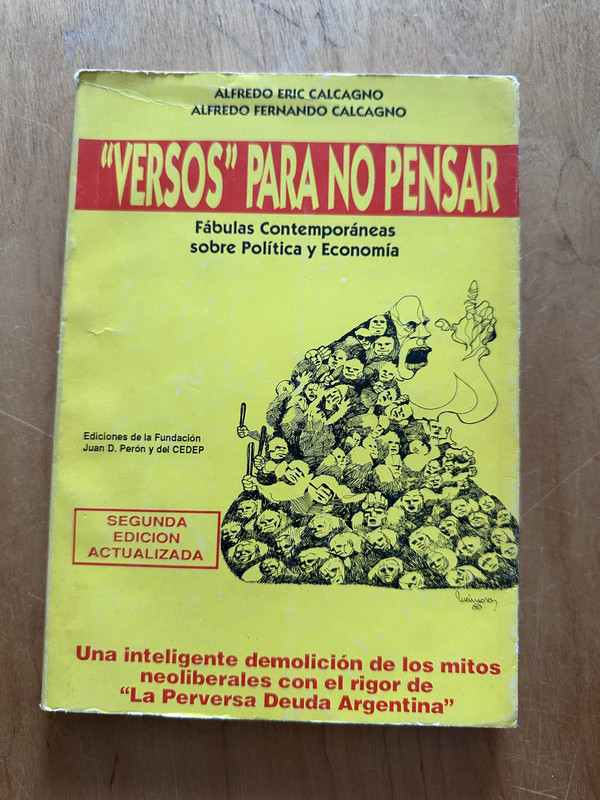 ALFREDO ERIC CALCAGNO
ALFREDO FERNANDO CALCAGNO
"VERSOS" PARA NO PENSAR
Fábulas Contemporáneas
sobre Política y Economía
Ediciones de la Fundación
Juan D. Perón y del CEDEP
SEGUNDA
EDICION
ACTUALIZADA
Una inteligente demolición de los mitos
neoliberales con el rigor de
“La Perversa Deuda Argentina”